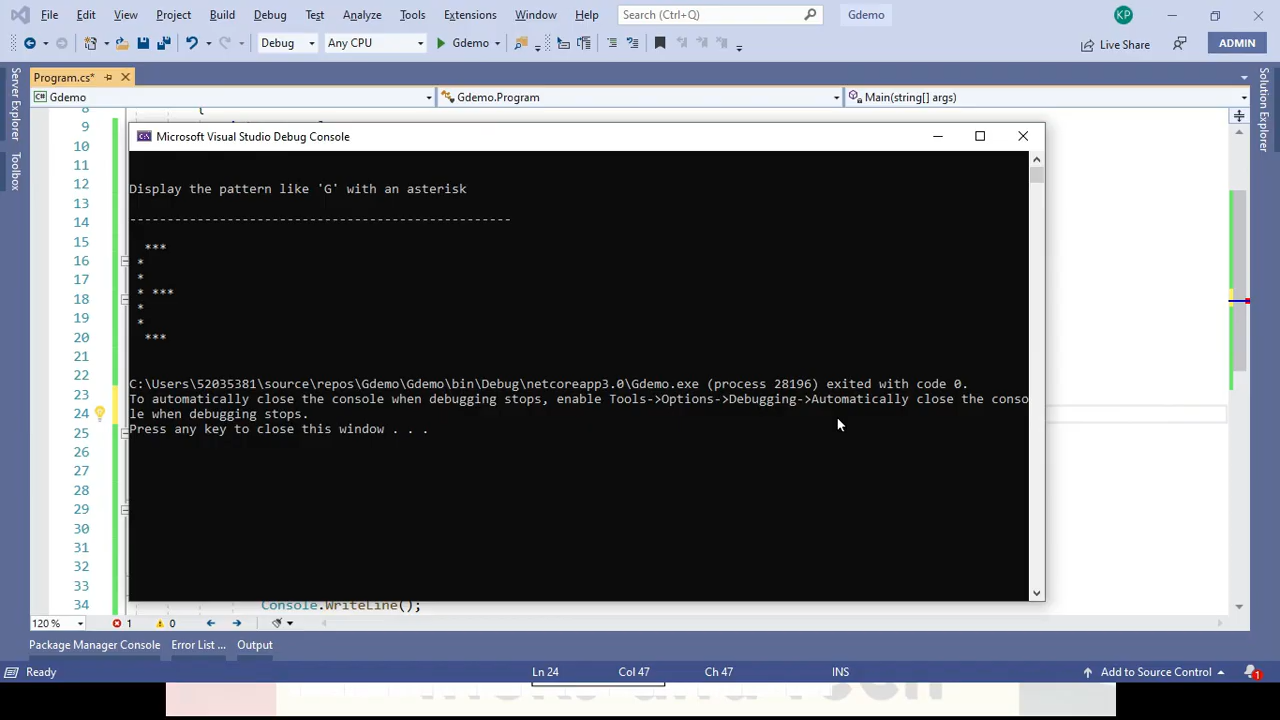 File Edit View Project Build Debug Test Analyze Tools Extensions Window Help Search (Ctrl+Q) Gdemo KP
Debug Any CPU Gdemo Live Share ADMIN
Program.cs*
Gdemo Gdemo.Program Main(string[] args)
Server Explorer
Toolbox
Solution Explorer
8
9
10
11
12
13
14
15
16
17
18
19
20
21
22
23
24
25
26
27
28
29
30
31
32
33
34 Console.WriteLine();
Microsoft Visual Studio Debug Console
Display the pattern like 'G' with an asterisk
---------------------------------------------------
***
*
*
* ***
*
*
***
C:\Users\52035381\source\repos\Gdemo\Gdemo\bin\Debug\netcoreapp3.0\Gdemo.exe (process 28196) exited with code 0.
To automatically close the console when debugging stops, enable Tools->Options->Debugging->Automatically close the conso
le when debugging stops.
Press any key to close this window . . .
120 % 1 0
Package Manager Console Error List ... Output
Ready Ln 24 Col 47 Ch 47 INS Add to Source Control 1